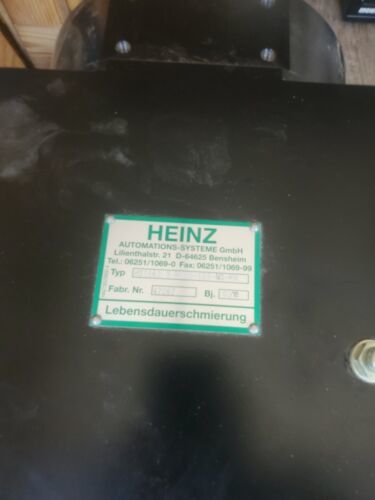 HEINZ
AUTOMATIONS-SYSTEME GmbH
Lilienthalstr. 21 D-64625 Bensheim
Tel.: 06251/1069-0 Fax: 06251/1069-99
Typ
Fabr. Nr. Bj.
Lebensdauerschmierung